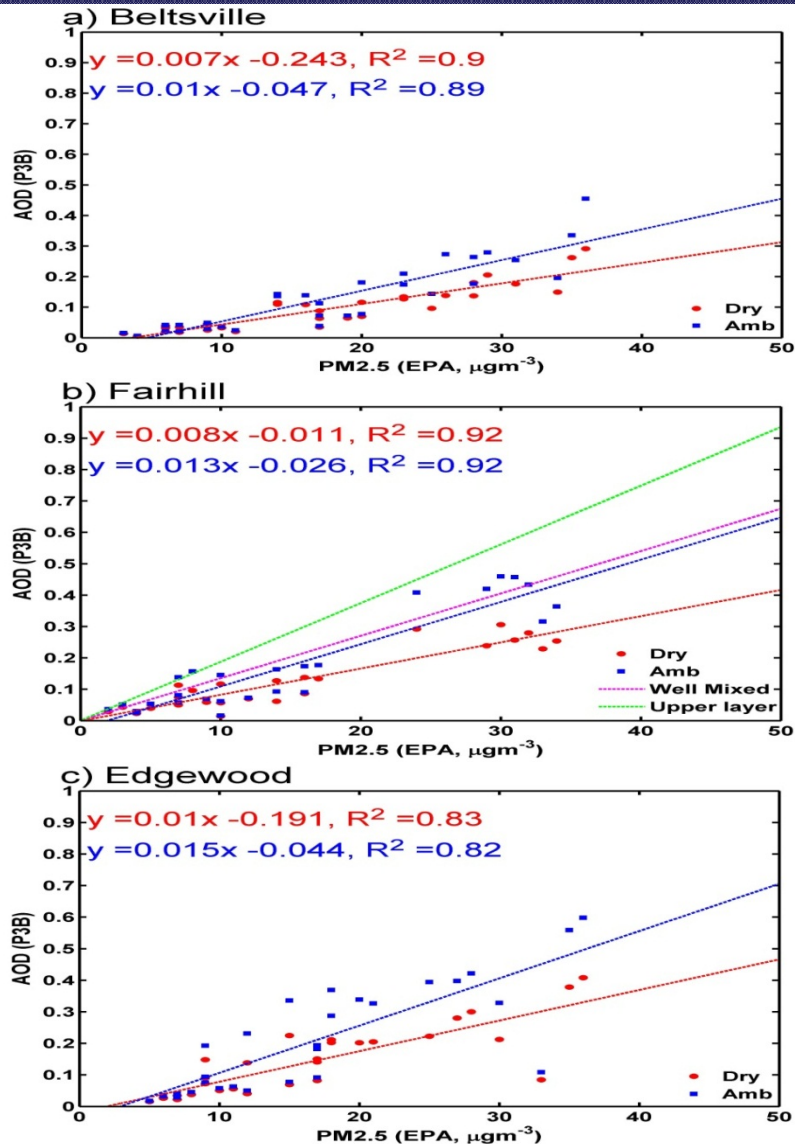 a) Beltsville
y =0.007x -0.243, R² =0.9
y =0.01x -0.047, R² =0.89
1
0.9
0.8
0.7
0.6
0.5
0.4
0.3
0.2
0.1
0
AOD (P3B)
Dry
Amb
0 10 20 30 40 50
PM2.5 (EPA, μgm⁻³)
b) Fairhill
y =0.008x -0.011, R² =0.92
y =0.013x -0.026, R² =0.92
1
0.9
0.8
0.7
0.6
0.5
0.4
0.3
0.2
0.1
0
AOD (P3B)
Dry
Amb
Well Mixed
Upper layer
0 10 20 30 40 50
PM2.5 (EPA, μgm⁻³)
c) Edgewood
y =0.01x -0.191, R² =0.83
y =0.015x -0.044, R² =0.82
1
0.9
0.8
0.7
0.6
0.5
0.4
0.3
0.2
0.1
0
AOD (P3B)
Dry
Amb
0 10 20 30 40 50
PM2.5 (EPA, μgm⁻³)